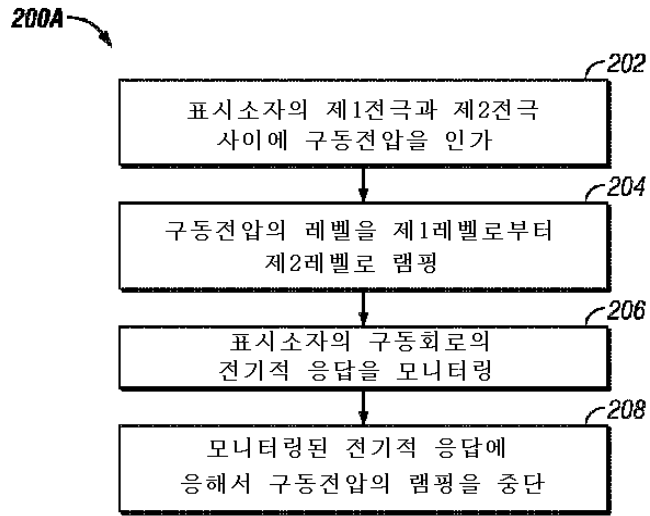 200A
202
표시소자의 제1전극과 제2전극
사이에 구동전압을 인가
204
구동전압의 레벨을 제1레벨로부터
제2레벨로 램핑
206
표시소자의 구동회로의
전기적 응답을 모니터링
208
모니터링된 전기적 응답에
응해서 구동전압의 램핑을 중단